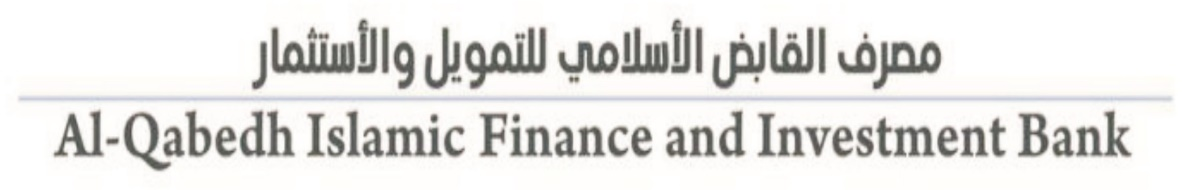 مصرف القابض الأسلامي للتمويل والأستثمار
Al-Qabedh Islamic Finance and Investment Bank